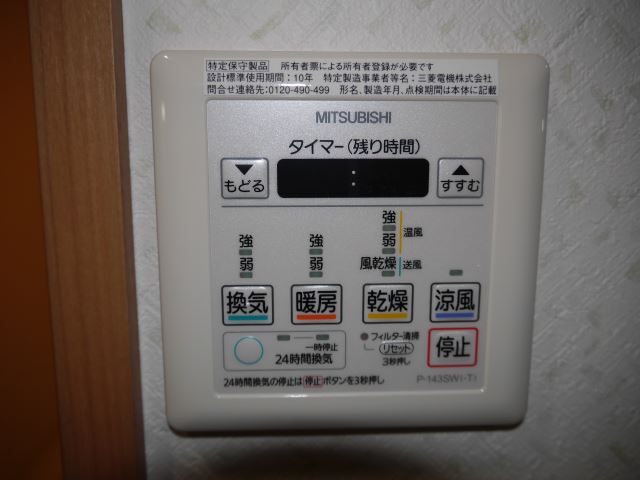 特定保守製品 所有者票による所有者登録が必要です
設計標準使用期間：10年 特定製造事業者等名：三菱電機株式会社
問合せ連絡先：0120-490-499 形名、製造年月、点検期間は本体に記載
MITSUBISHI
タイマー(残り時間)
▼
もどる
:
▲
すすむ
強
弱
強
弱
強
弱
温風
風乾燥
送風
換気
暖房
乾燥
涼風
一時停止
24時間換気
フィルター清掃
リセット
3秒押し
停止
24時間換気の停止は 停止 ボタンを3秒押し
P-143SWi-Ti